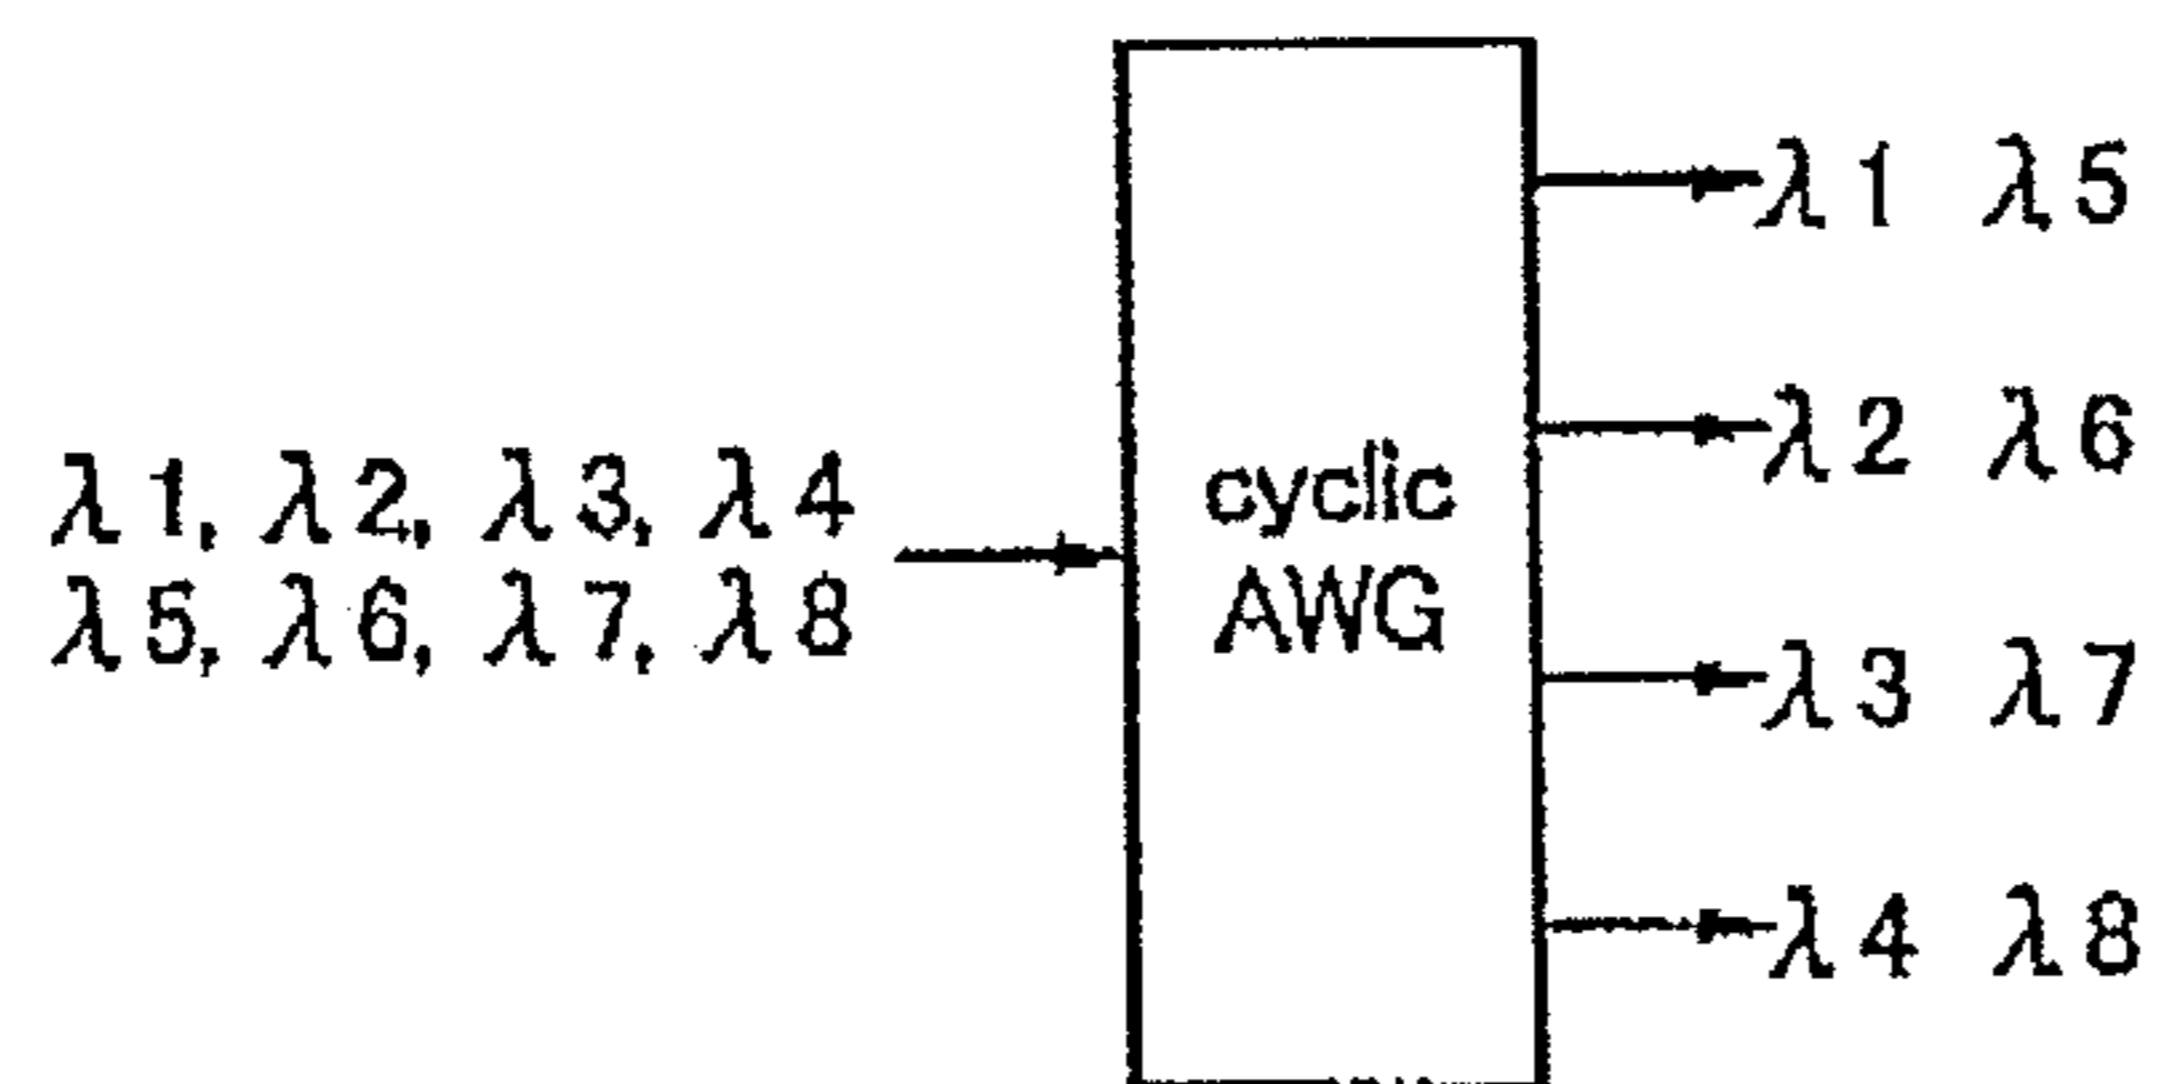 λ1 λ5
λ2 λ6
λ1, λ2, λ3, λ4
λ5, λ6, λ7, λ8
cyclic
AWG
λ3 λ7
λ4 λ8